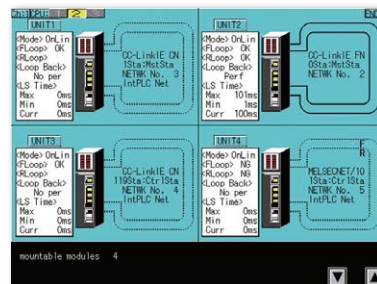 1 2 3
UNIT1
<Mode> OnLin
<FLoop> OK
<RLoop> OK
<Loop Back>
No per
<LS Time>
Max 0ms
Min 0ms
Curr 0ms
CC-LinkIE CN
1Sta:MstSta
NETWK No. 3
IntPLC Net
UNIT2
<Mode> OnLin
<FLoop> OK
<RLoop>
<Loop Back>
Perf
<LS Time>
Max 101ms
Min 1ms
Curr 100ms
CC-LinkIE FN
0Sta:MstSta
NETWK No. 2
UNIT3
<Mode> OnLin
<FLoop> OK
<RLoop>
<Loop Back>
No per
<LS Time>
Max 0ms
Min 0ms
Curr 0ms
CC-LinkIE CN
119Sta:CtrlSta
NETWK No. 4
IntPLC Net
UNIT4
<Mode> OnLin
<FLoop> NG
<RLoop> NG
<Loop Back>
No per
<LS Time>
Max 0ms
Min 0ms
Curr 0ms
F
R
MELSECNET/10
1Sta:CtrlSta
NETWK No. 5
IntPLC Net
mountable modules 4